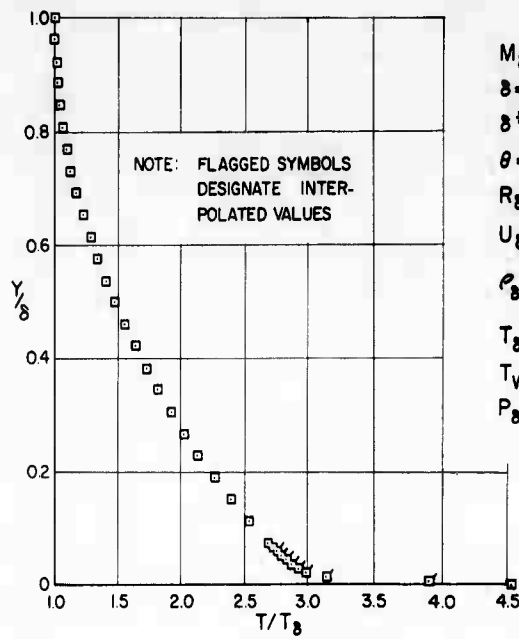 1.0
0.8
0.6
Y/δ
0.4
0.2
0
1.0 1.5 2.0 2.5 3.0 3.5 4.0 4.5
T/Tδ
NOTE: FLAGGED SYMBOLS
DESIGNATE INTER-
POLATED VALUES
Mδ
δ=
δ*
θ=
Rδ
Uδ
ρδ
Tδ
Pδ